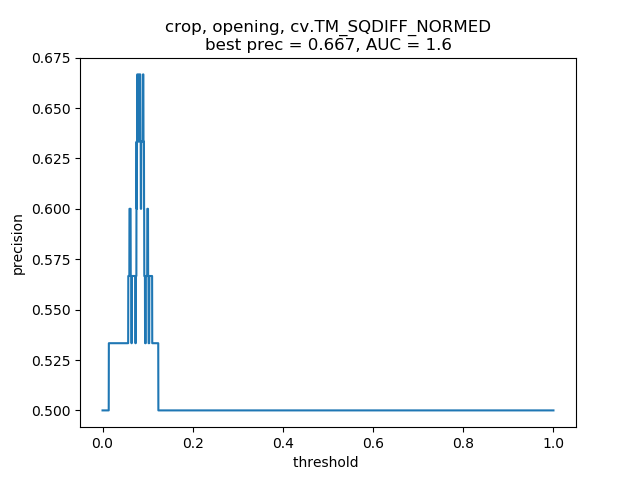 crop, opening, cv.TM_SQDIFF_NORMED
best prec = 0.667, AUC = 1.6
0.675
0.650
0.625
0.600
0.575
0.550
0.525
0.500
precision
0.0 0.2 0.4 0.6 0.8 1.0
threshold